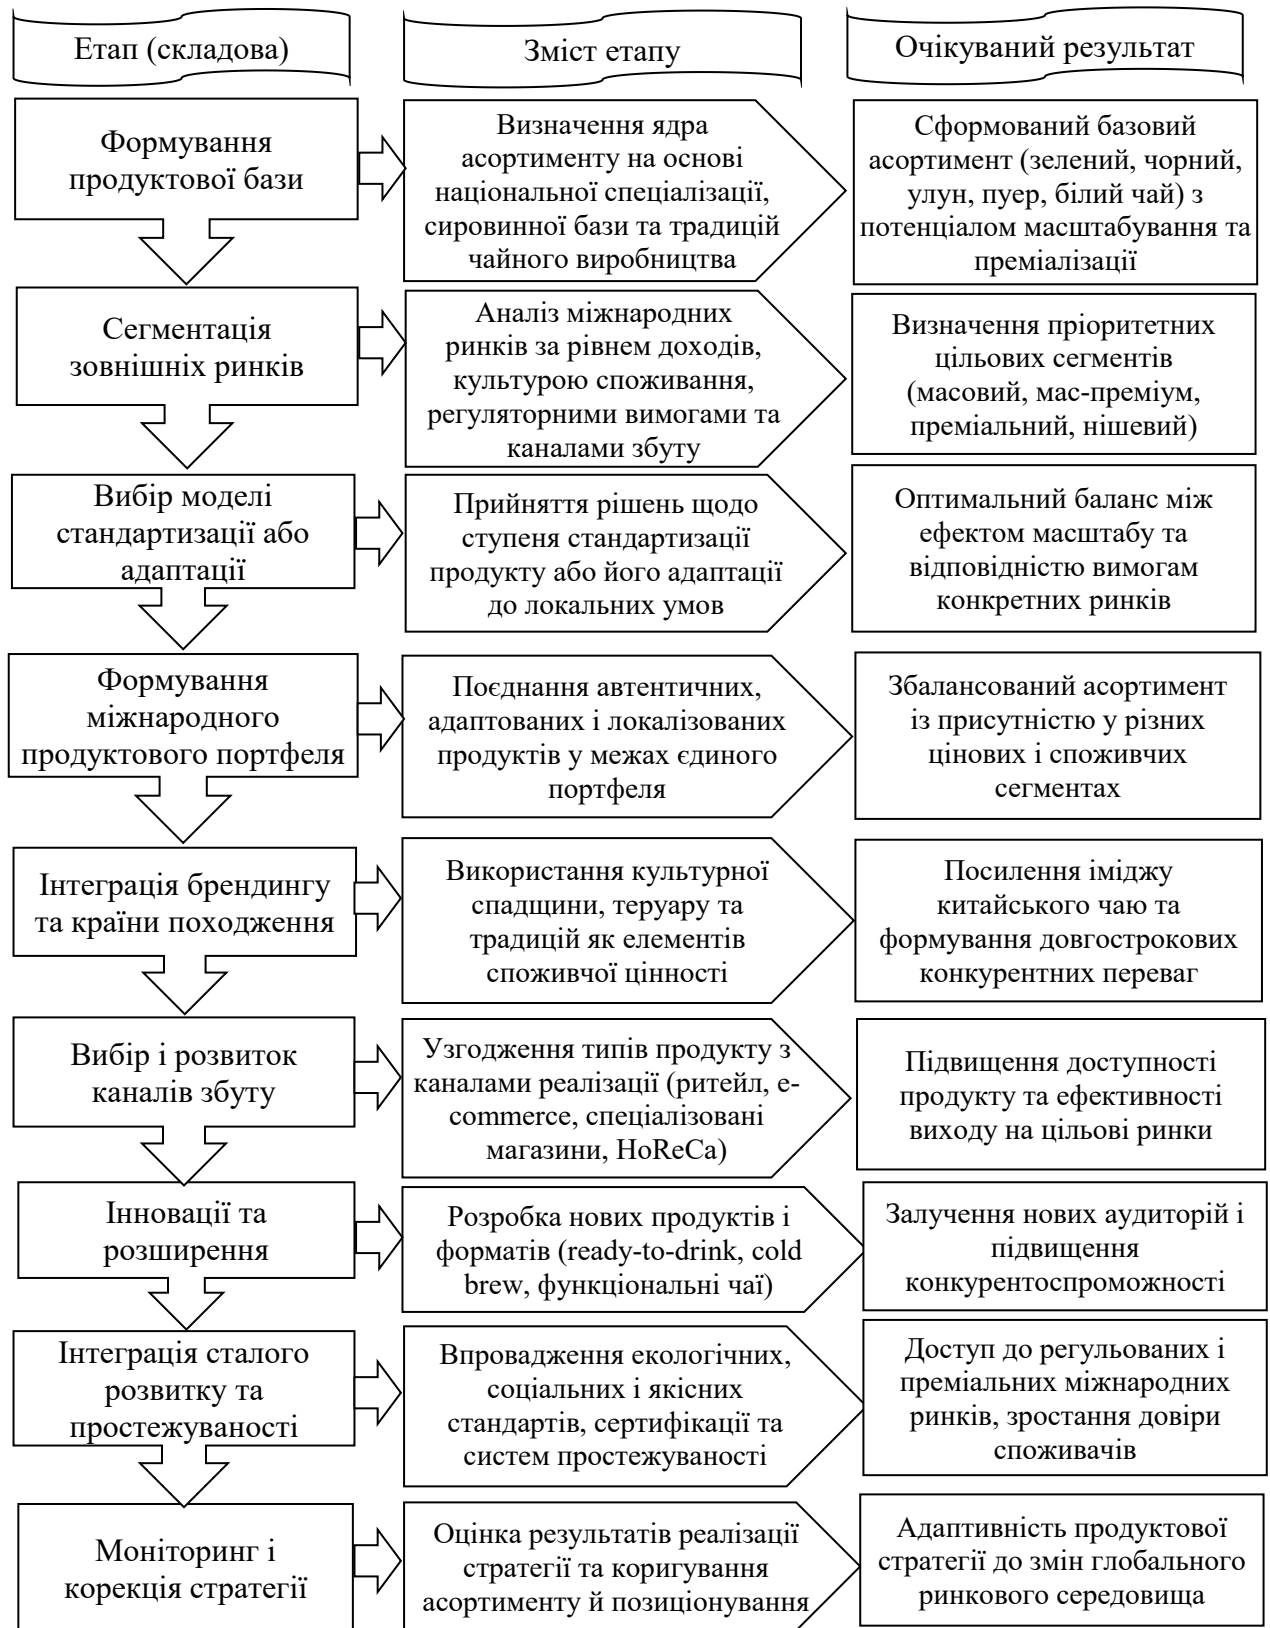 Етап (складова)
Зміст етапу
Очікуваний результат
Формування
продуктової бази
Визначення ядра
асортименту на основі
національної спеціалізації,
сировинної бази та традицій
чайного виробництва
Сформований базовий
асортимент (зелений, чорний,
улун, пуер, білий чай) з
потенціалом масштабування та
преміалізації
Сегментація
зовнішніх ринків
Аналіз міжнародних
ринків за рівнем доходів,
культурою споживання,
регуляторними вимогами та
каналами збуту
Визначення пріоритетних
цільових сегментів
(масовий, мас-преміум,
преміальний, нішевий)
Вибір моделі
стандартизації або
адаптації
Прийняття рішень щодо
ступеня стандартизації
продукту або його адаптації
до локальних умов
Оптимальний баланс між
ефектом масштабу та
відповідністю вимогам
конкретних ринків
Формування
міжнародного
продуктового портфеля
Поєднання автентичних,
адаптованих і локалізованих
продуктів у межах єдиного
портфеля
Збалансований асортимент
із присутністю у різних
цінових і споживчих
сегментах
Інтеграція брендингу
та країни походження
Використання культурної
спадщини, теруару та
традицій як елементів
споживчої цінності
Посилення іміджу
китайського чаю та
формування довгострокових
конкурентних переваг
Вибір і розвиток
каналів збуту
Узгодження типів продукту з
каналами реалізації (ритейл, e-
commerce, спеціалізовані
магазини, HoReCa)
Підвищення доступності
продукту та ефективності
виходу на цільові ринки
Інновації та
розширення
Розробка нових продуктів і
форматів (ready-to-drink, cold
brew, функціональні чаї)
Залучення нових аудиторій і
підвищення
конкурентоспроможності
Інтеграція сталого
розвитку та
простежуваності
Впровадження екологічних,
соціальних і якісних
стандартів, сертифікації та
систем простежуваності
Доступ до регульованих і
преміальних міжнародних
ринків, зростання довіри
споживачів
Моніторинг і
корекція стратегії
Оцінка результатів реалізації
стратегії та коригування
асортименту й позиціонування
Адаптивність продуктової
стратегії до змін глобального
ринкового середовища